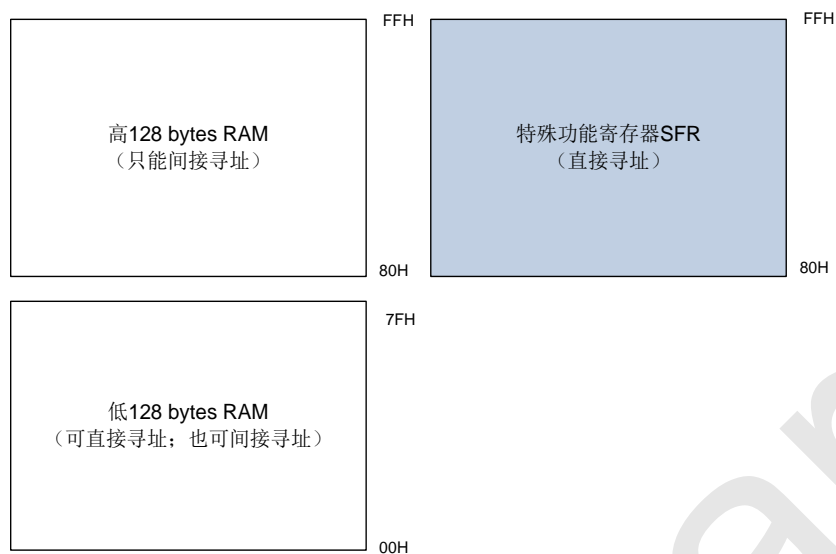 FFH
高128 bytes RAM
（只能间接寻址）
80H
FFH
特殊功能寄存器SFR
（直接寻址）
80H
7FH
低128 bytes RAM
（可直接寻址；也可间接寻址）
00H